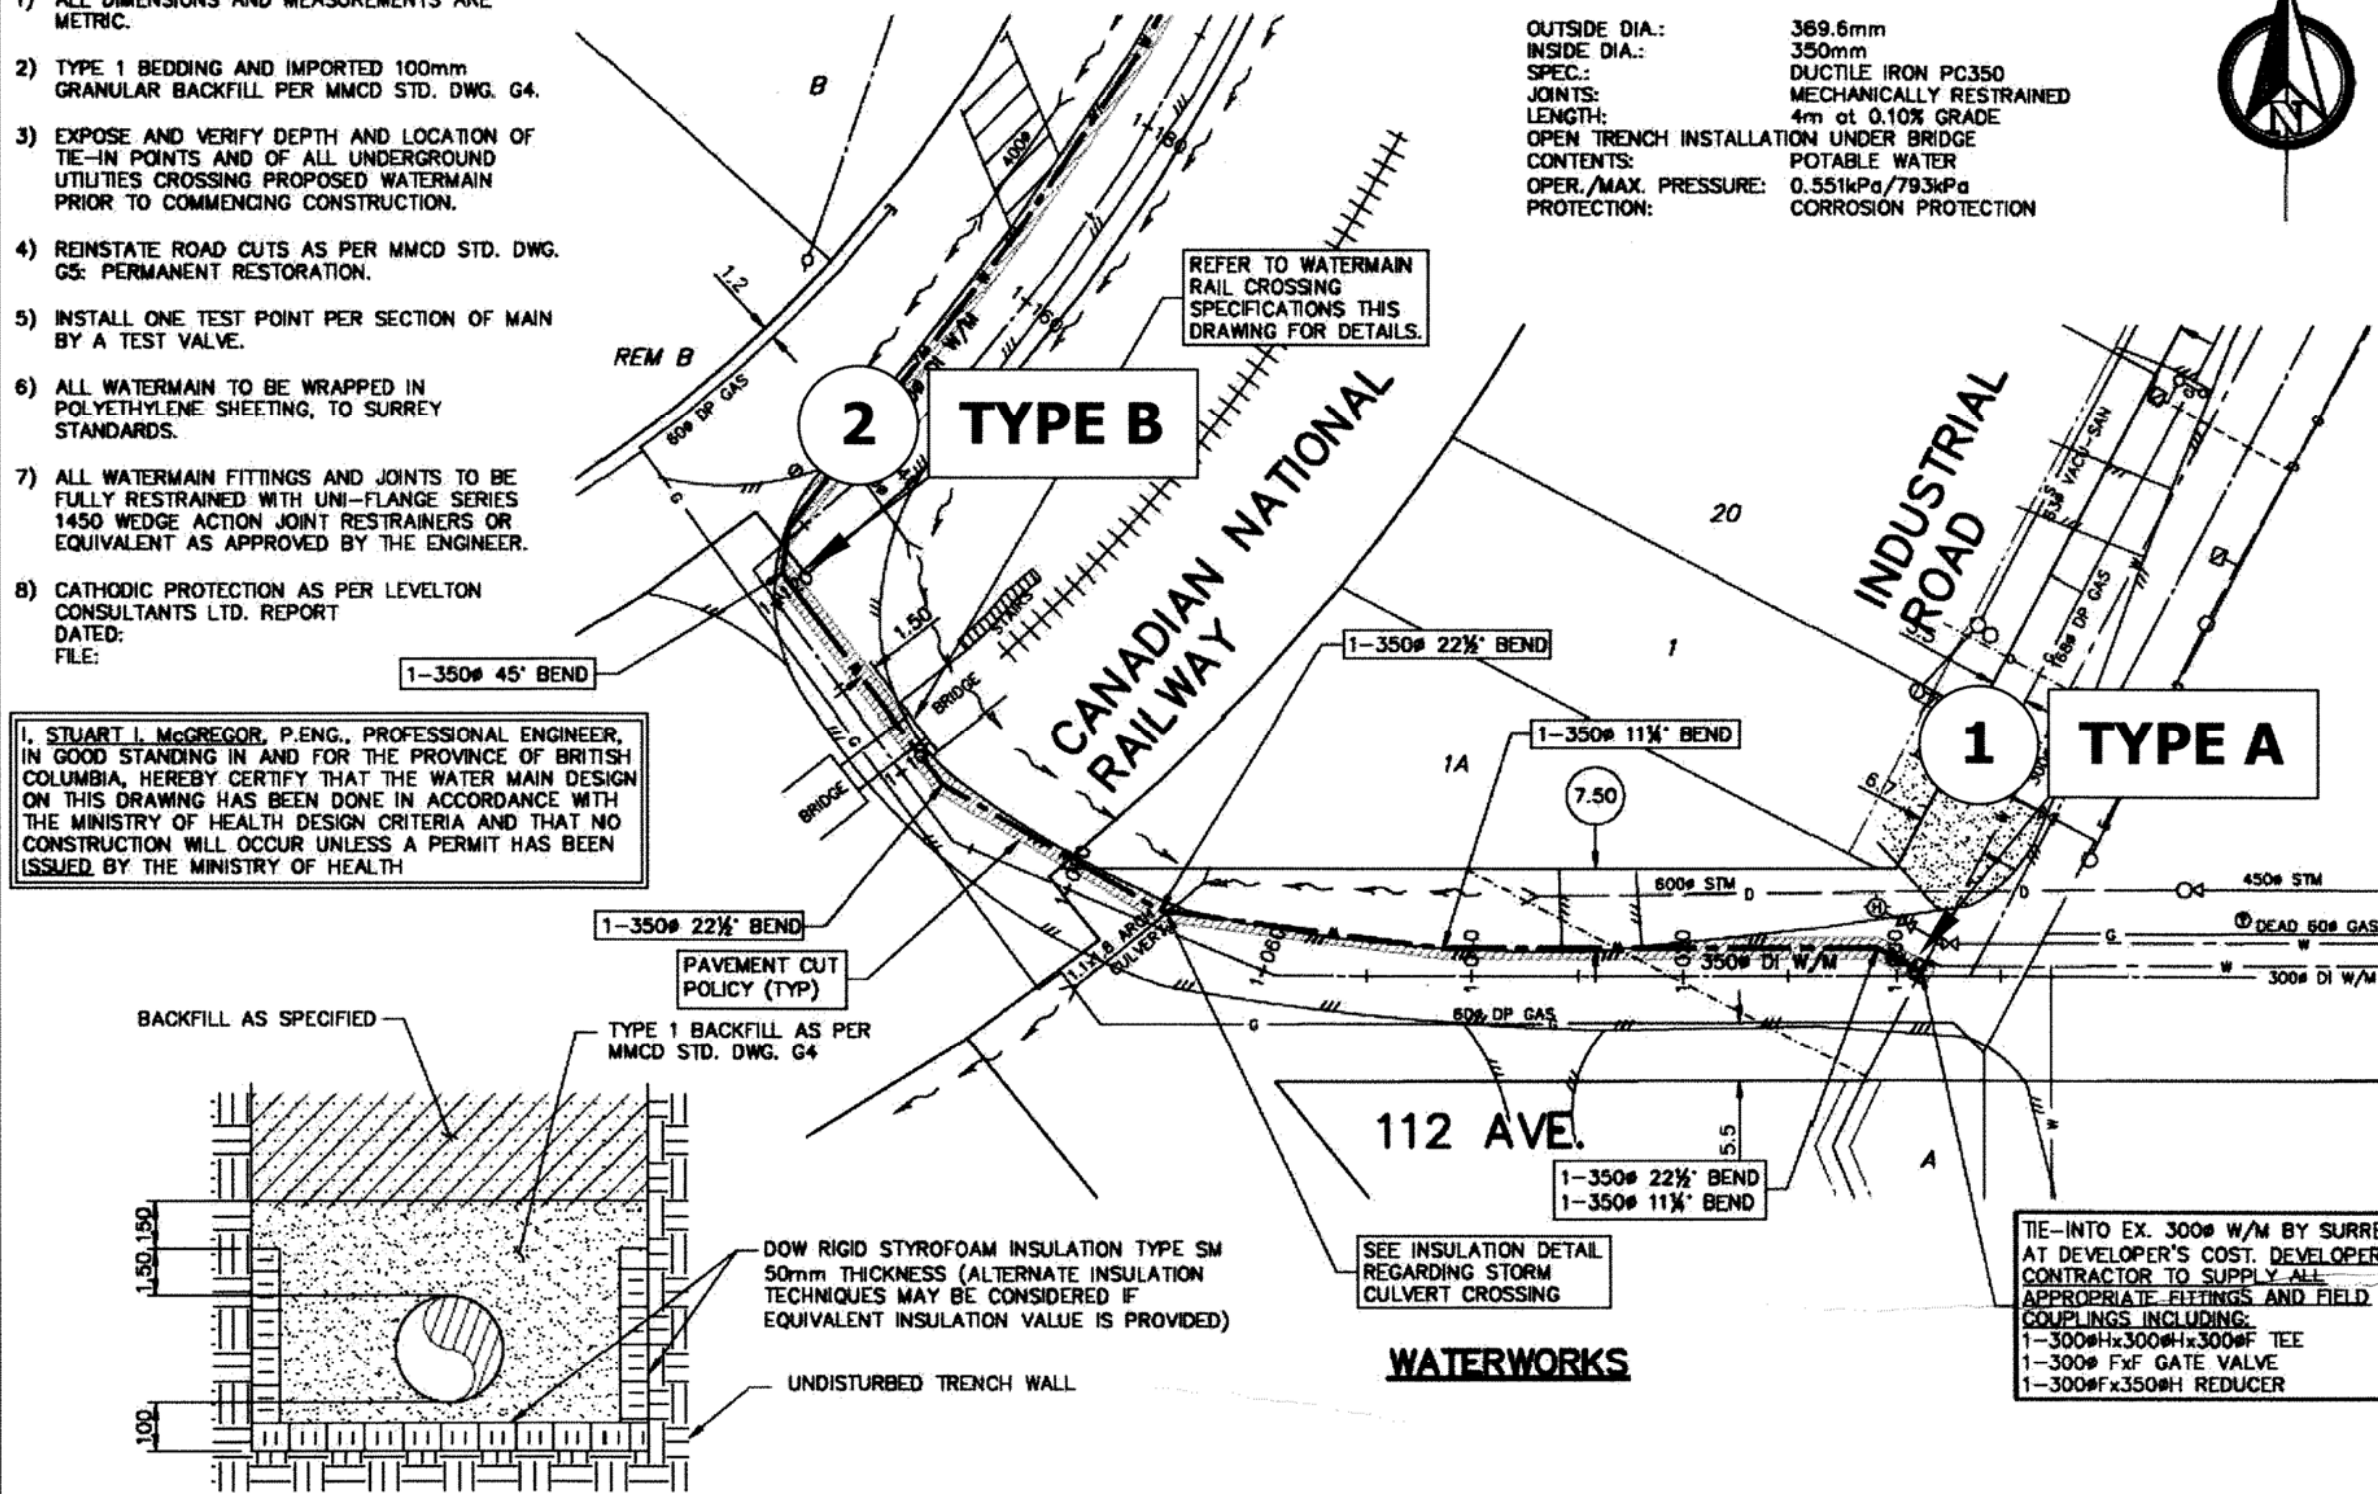 1) ALL DIMENSIONS AND MEASUREMENTS ARE
METRIC.
2) TYPE 1 BEDDING AND IMPORTED 100mm
GRANULAR BACKFILL PER MMCD STD. DWG. G4.
3) EXPOSE AND VERIFY DEPTH AND LOCATION OF
TIE-IN POINTS AND OF ALL UNDERGROUND
UTILITIES CROSSING PROPOSED WATERMAIN
PRIOR TO COMMENCING CONSTRUCTION.
4) REINSTATE ROAD CUTS AS PER MMCD STD. DWG.
G5: PERMANENT RESTORATION.
5) INSTALL ONE TEST POINT PER SECTION OF MAIN
BY A TEST VALVE.
6) ALL WATERMAIN TO BE WRAPPED IN
POLYETHYLENE SHEETING, TO SURREY
STANDARDS.
7) ALL WATERMAIN FITTINGS AND JOINTS TO BE
FULLY RESTRAINED WITH UNI-FLANGE SERIES
1450 WEDGE ACTION JOINT RESTRAINERS OR
EQUIVALENT AS APPROVED BY THE ENGINEER.
8) CATHODIC PROTECTION AS PER LEVELTON
CONSULTANTS LTD. REPORT
DATED:
FILE:
OUTSIDE DIA.: 369.6mm
INSIDE DIA.: 350mm
SPEC.: DUCTILE IRON PC350
JOINTS: MECHANICALLY RESTRAINED
LENGTH: 4m at 0.10% GRADE
OPEN TRENCH INSTALLATION UNDER BRIDGE
CONTENTS: POTABLE WATER
OPER./MAX. PRESSURE: 0.551kPa/793kPa
PROTECTION: CORROSION PROTECTION
N
B
400ø
1+180
1+160
1.2
REM B
60ø DP GAS
DI W/M
REFER TO WATERMAIN
RAIL CROSSING
SPECIFICATIONS THIS
DRAWING FOR DETAILS.
2
TYPE B
CANADIAN NATIONAL
RAILWAY
INDUSTRIAL
ROAD
20
1
1A
VACU-SAN
168ø DP GAS
5.5
1
TYPE A
6.7
STAIRS
1.50
BRIDGE
BRIDGE
1-350ø 45° BEND
1-350ø 22½° BEND
1-350ø 11¼° BEND
7.50
I, STUART I. McGREGOR, P.ENG., PROFESSIONAL ENGINEER,
IN GOOD STANDING IN AND FOR THE PROVINCE OF BRITISH
COLUMBIA, HEREBY CERTIFY THAT THE WATER MAIN DESIGN
ON THIS DRAWING HAS BEEN DONE IN ACCORDANCE WITH
THE MINISTRY OF HEALTH DESIGN CRITERIA AND THAT NO
CONSTRUCTION WILL OCCUR UNLESS A PERMIT HAS BEEN
ISSUED BY THE MINISTRY OF HEALTH
1-350ø 22½° BEND
PAVEMENT CUT
POLICY (TYP)
CULVERT
1+060
600ø STM
D
D
450ø STM
H
G
DEAD 60ø GAS
W
350ø DI W/M
W
300ø DI W/M
60ø DP GAS
G
112 AVE.
5.5
A
1-350ø 22½° BEND
1-350ø 11¼° BEND
SEE INSULATION DETAIL
REGARDING STORM
CULVERT CROSSING
TIE-INTO EX. 300ø W/M BY SURRE
AT DEVELOPER'S COST. DEVELOPER
CONTRACTOR TO SUPPLY ALL
APPROPRIATE FITTINGS AND FIELD
COUPLINGS INCLUDING:
1-300øHx300øHx300øF TEE
1-300ø FxF GATE VALVE
1-300øFx350øH REDUCER
WATERWORKS
BACKFILL AS SPECIFIED
TYPE 1 BACKFILL AS PER
MMCD STD. DWG. G4
150
150
100
DOW RIGID STYROFOAM INSULATION TYPE SM
50mm THICKNESS (ALTERNATE INSULATION
TECHNIQUES MAY BE CONSIDERED IF
EQUIVALENT INSULATION VALUE IS PROVIDED)
UNDISTURBED TRENCH WALL